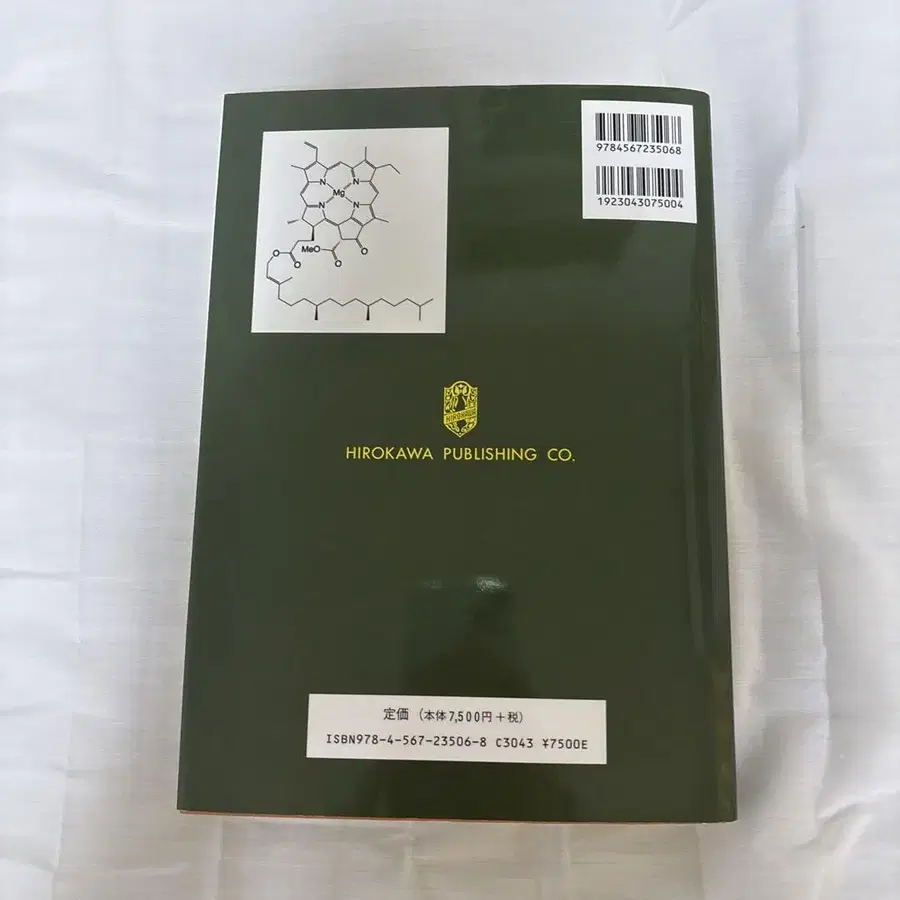 9784567235068
1923043075004
N
N
Mg
N
N
MeO
O
O
O
O
HIROKAWA
HIROKAWA PUBLISHING CO.
定価（本体7,500円+税）
ISBN978-4-567-23506-8 C3043 ¥7500E